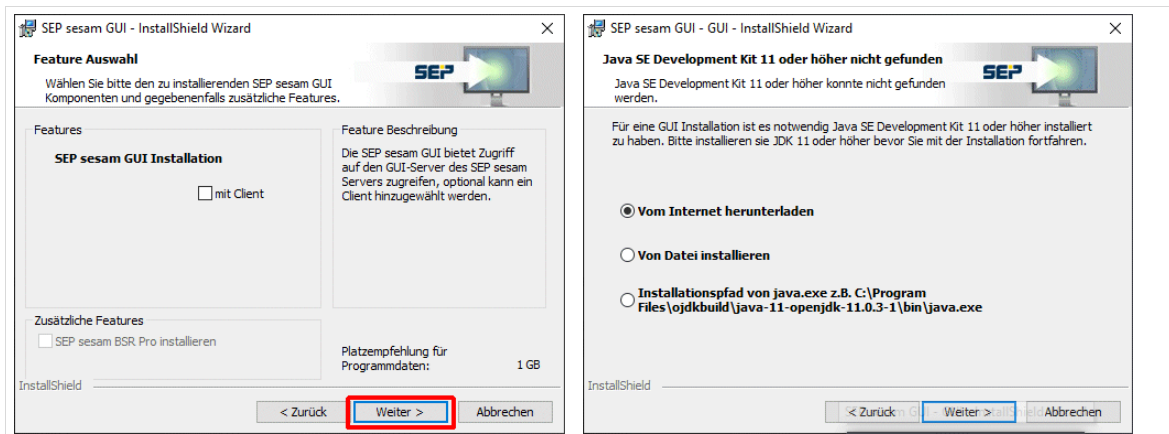 SEP sesam GUI - InstallShield Wizard
Feature Auswahl
Wählen Sie bitte den zu installierenden SEP sesam GUI
Komponenten und gegebenenfalls zusätzliche Features.
SEP
Features
SEP sesam GUI Installation
mit Client
Feature Beschreibung
Die SEP sesam GUI bietet Zugriff
auf den GUI-Server des SEP sesam
Servers zugreifen, optional kann ein
Client hinzugewählt werden.
Zusätzliche Features
SEP sesam BSR Pro installieren
Platzempfehlung für
Programmdaten: 1 GB
InstallShield
< Zurück
Weiter >
Abbrechen
SEP sesam GUI - GUI - InstallShield Wizard
Java SE Development Kit 11 oder höher nicht gefunden
Java SE Development Kit 11 oder höher konnte nicht gefunden
werden.
SEP
Für eine GUI Installation ist es notwendig Java SE Development Kit 11 oder höher installiert
zu haben. Bitte installieren sie JDK 11 oder höher bevor Sie mit der Installation fortfahren.
Vom Internet herunterladen
Von Datei installieren
Installationspfad von java.exe z.B. C:\Program
Files\ojdkbuild\java-11-openjdk-11.0.3-1\bin\java.exe
InstallShield
< Zurück
Weiter >
Abbrechen